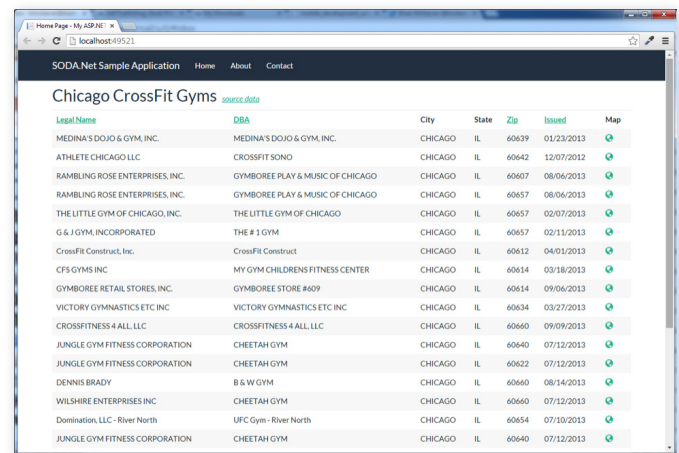 Home Page - My ASP.NET
localhost:49521
SODA.Net Sample Application Home About Contact
Chicago CrossFit Gyms source data
Legal Name DBA City State Zip Issued Map
MEDINA'S DOJO & GYM, INC. MEDINA'S DOJO & GYM, INC. CHICAGO IL 60639 01/23/2013
ATHLETE CHICAGO LLC CROSSFIT SONO CHICAGO IL 60642 12/07/2012
RAMBLING ROSE ENTERPRISES, INC. GYMBOREE PLAY & MUSIC OF CHICAGO CHICAGO IL 60607 08/06/2013
RAMBLING ROSE ENTERPRISES, INC. GYMBOREE PLAY & MUSIC OF CHICAGO CHICAGO IL 60657 08/06/2013
THE LITTLE GYM OF CHICAGO, INC. THE LITTLE GYM OF CHICAGO CHICAGO IL 60657 02/07/2013
G & J GYM, INCORPORATED THE # 1 GYM CHICAGO IL 60657 02/11/2013
CrossFit Construct, Inc. CrossFit Construct CHICAGO IL 60612 04/01/2013
CFS GYMS INC MY GYM CHILDRENS FITNESS CENTER CHICAGO IL 60614 03/18/2013
GYMBOREE RETAIL STORES, INC. GYMBOREE STORE #609 CHICAGO IL 60614 09/06/2013
VICTORY GYMNASTICS ETC INC VICTORY GYMNASTICS ETC INC CHICAGO IL 60634 03/27/2013
CROSSFITNESS 4 ALL, LLC CROSSFITNESS 4 ALL, LLC CHICAGO IL 60660 09/09/2013
JUNGLE GYM FITNESS CORPORATION CHEETAH GYM CHICAGO IL 60640 07/12/2013
JUNGLE GYM FITNESS CORPORATION CHEETAH GYM CHICAGO IL 60622 07/12/2013
DENNIS BRADY B & W GYM CHICAGO IL 60660 08/14/2013
WILSHIRE ENTERPRISES INC CHEETAH GYM CHICAGO IL 60660 07/12/2013
Domination, LLC - River North UFC Gym - River North CHICAGO IL 60654 07/10/2013
JUNGLE GYM FITNESS CORPORATION CHEETAH GYM CHICAGO IL 60640 07/12/2013